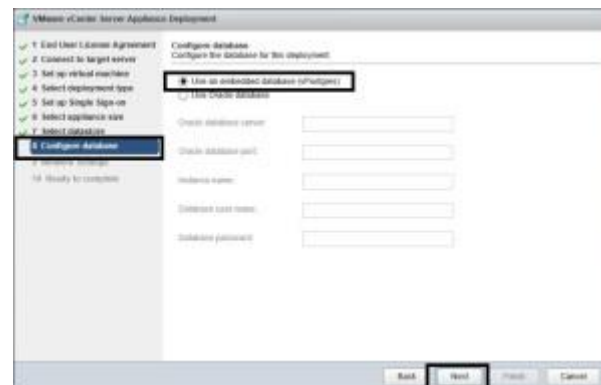 VMware vCenter Server Appliance Deployment
1 End User License Agreement
2 Connect to target server
3 Set up virtual machine
4 Select deployment type
5 Set up Single Sign-on
6 Select appliance size
7 Select datastore
8 Configure database
9 Network Settings
10 Ready to complete
Configure database
Configure the database for this deployment
Use an embedded database (vPostgres)
Use Oracle database
Oracle database server:
Oracle database port:
Instance name:
Database user name:
Database password:
Back
Next
Finish
Cancel